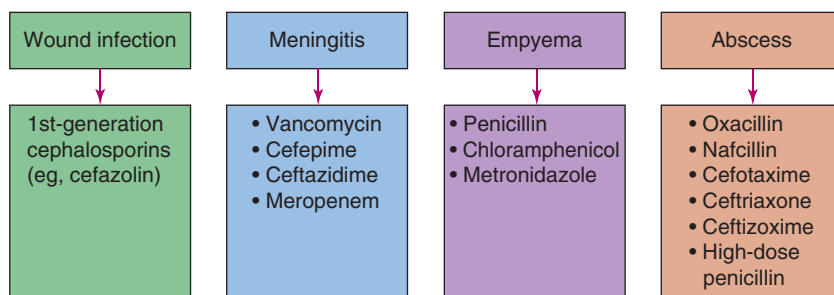 Wound infection
1st-generation
cephalosporins
(eg, cefazolin)
Meningitis
• Vancomycin
• Cefepime
• Ceftazidime
• Meropenem
Empyema
• Penicillin
• Chloramphenicol
• Metronidazole
Abscess
• Oxacillin
• Nafcillin
• Cefotaxime
• Ceftriaxone
• Ceftizoxime
• High-dose
penicillin